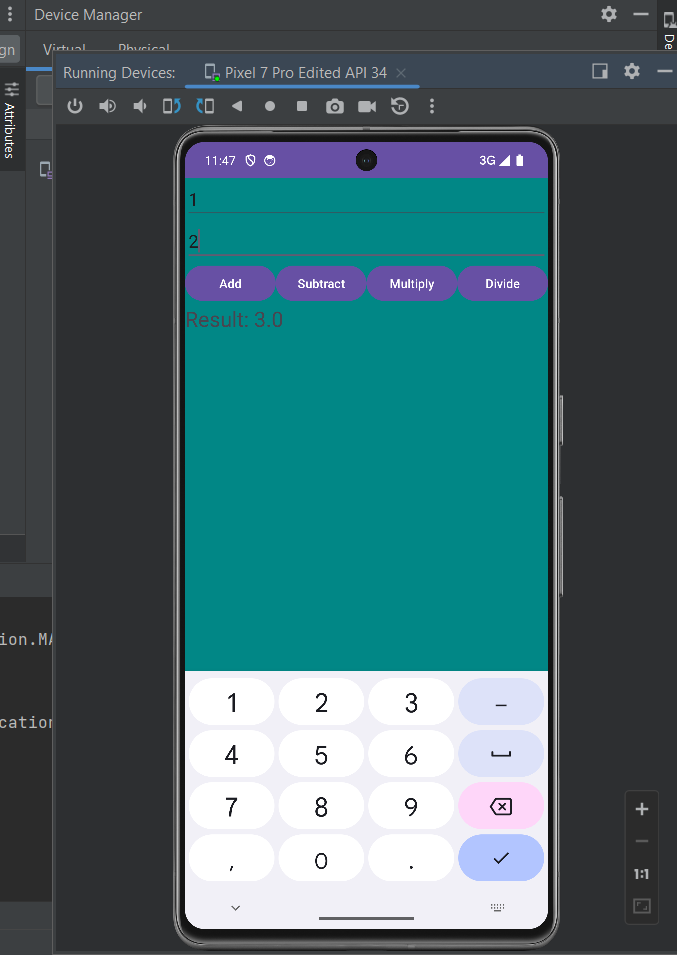 Device Manager
gn
Virtual Physical
Running Devices: Pixel 7 Pro Edited API 34
Attributes
De
11:47 3G
1
2
Add Subtract Multiply Divide
Result: 3.0
ion.MA
cation
1 2 3 –
4 5 6
7 8 9
, 0 .
1:1